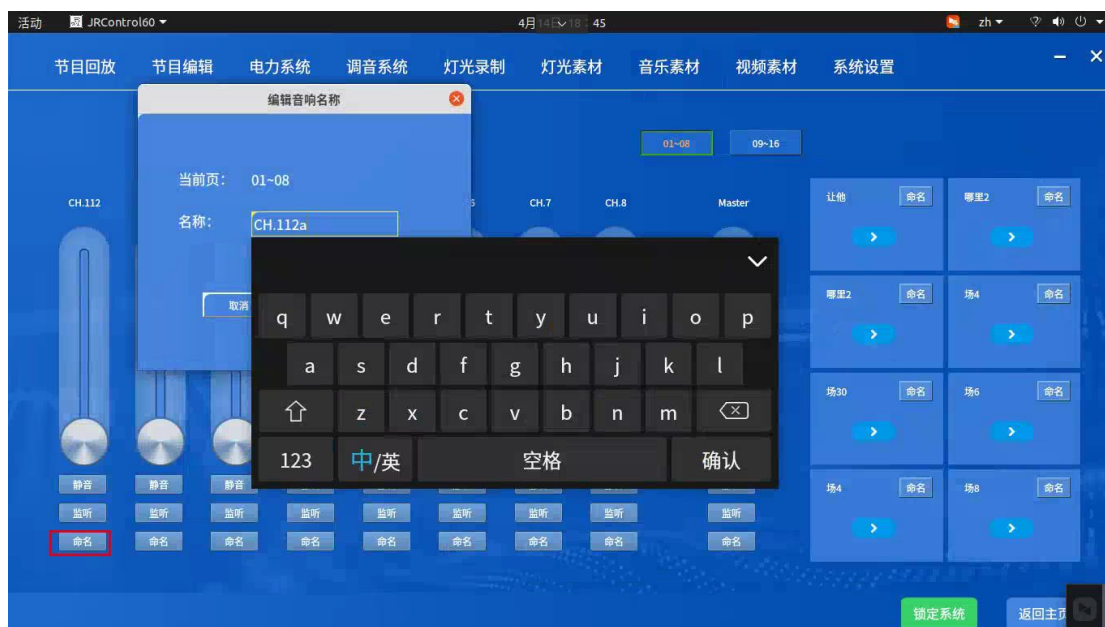 活动 JRControl60 4月14日 18:45 zh
节目回放 节目编辑 电力系统 调音系统 灯光录制 灯光素材 音乐素材 视频素材 系统设置
编辑音响名称
01~08 09~16
当前页： 01~08
名称： CH.112a
取消
CH.112 CH.7 CH.8 Master
让他 命名 哪里2 命名
哪里2 命名 场4 命名
场30 命名 场6 命名
场4 命名 场8 命名
q w e r t y u i o p
a s d f g h j k l
z x c v b n m
123 中/英 空格 确认
静音 静音 静音
监听 监听 监听 监听 监听 监听 监听 监听 监听
命名 命名 命名 命名 命名 命名 命名 命名 命名
锁定系统 返回主页